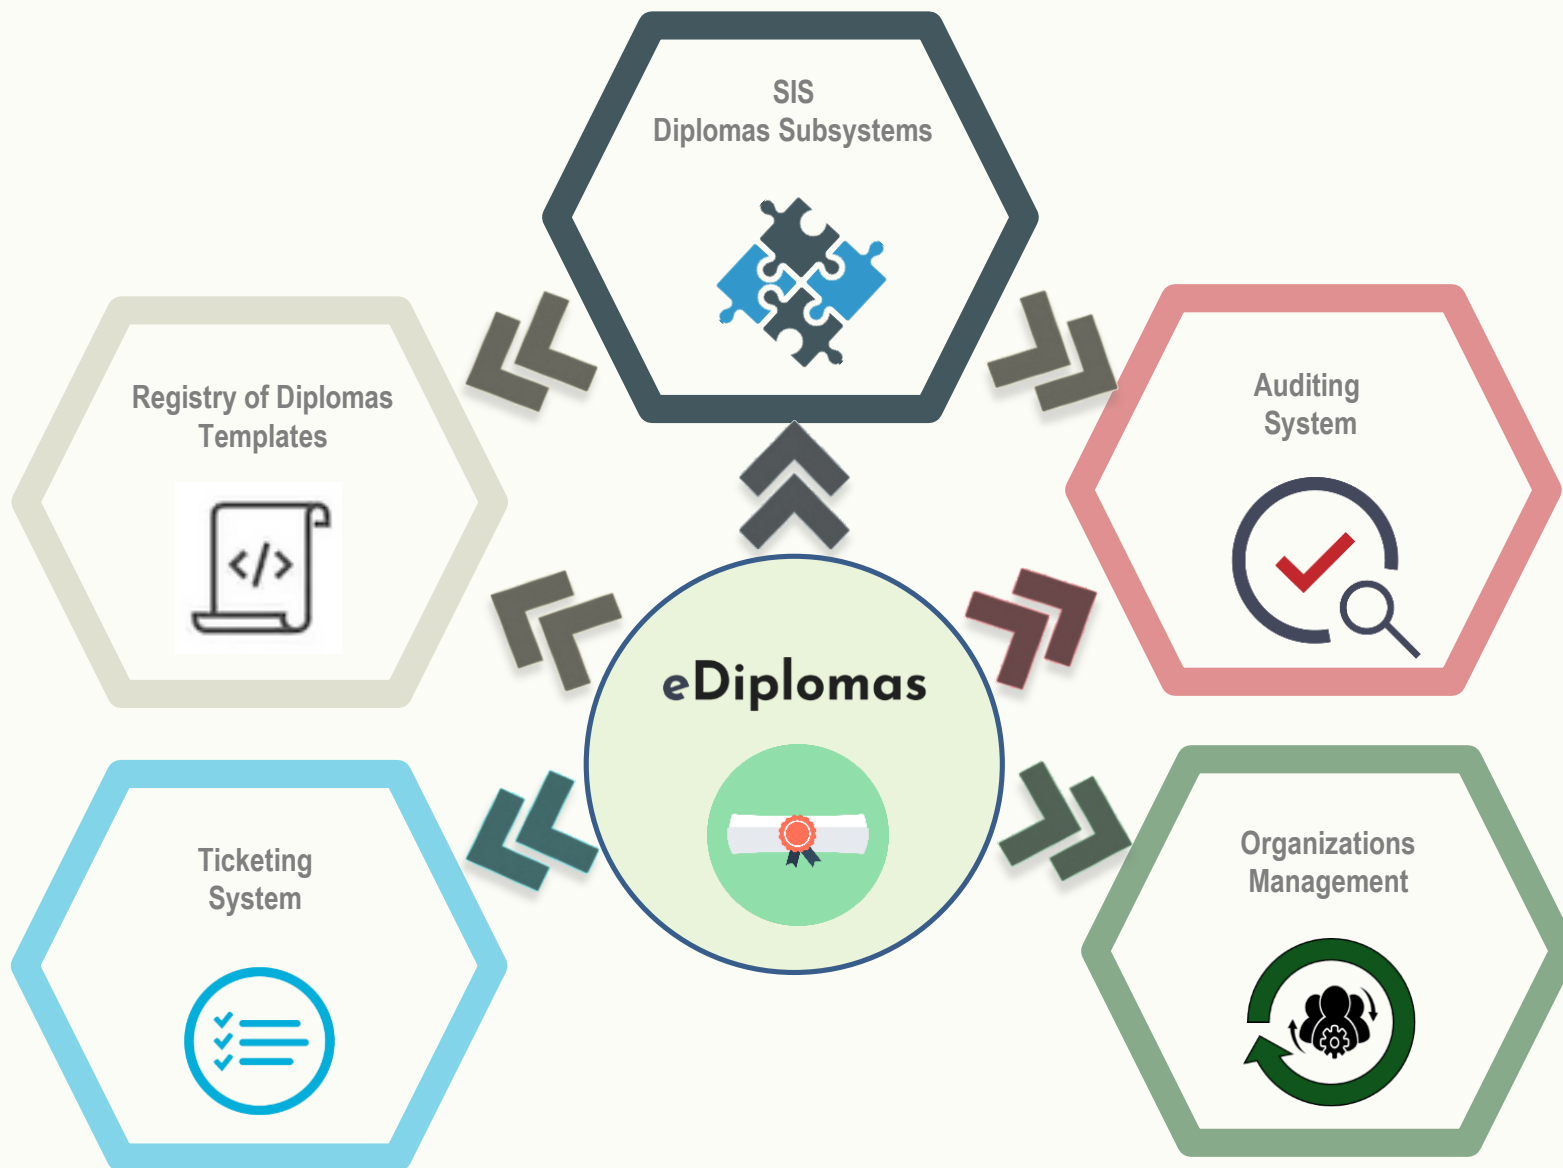 SIS
Diplomas Subsystems
Registry of Diplomas
Templates
</>
Auditing
System
eDiplomas
Ticketing
System
Organizations
Management